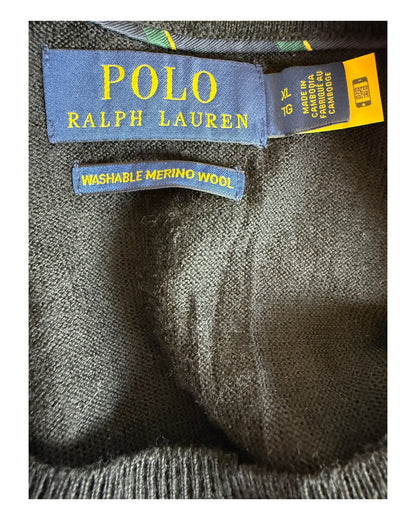 POLO
RALPH LAUREN
WASHABLE MERINO WOOL
XL
TG
MADE IN
CAMBODIA
FABRIQUÉ AU
CAMBODGE